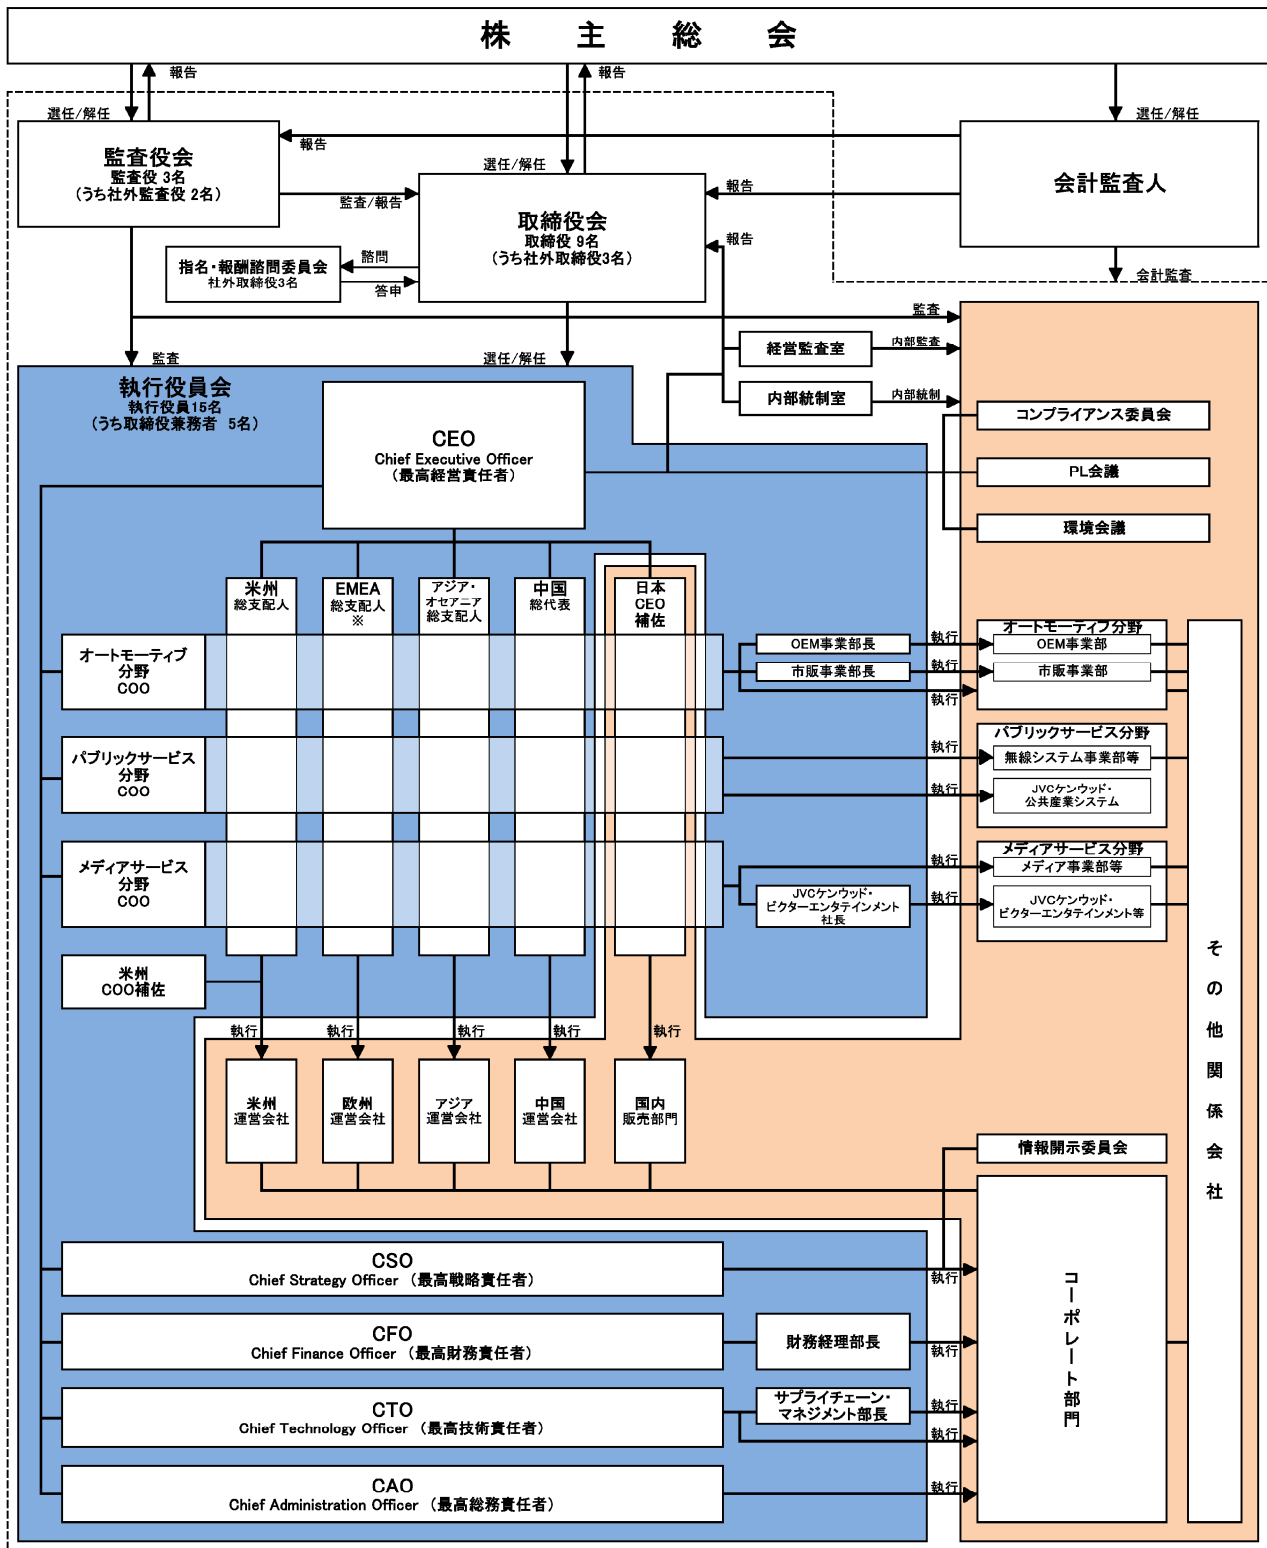 株主総会
報告
報告
選任/解任
選任/解任
監査役会
監査役 3名
(うち社外監査役 2名)
報告
選任/解任
会計監査人
監査/報告
取締役会
取締役 9名
(うち社外取締役3名)
報告
報告
指名・報酬諮問委員会
社外取締役3名
諮問
答申
会計監査
監査
監査
選任/解任
経営監査室
内部監査
内部統制室
内部統制
執行役員会
執行役員15名
(うち取締役兼務者 5名)
CEO
Chief Executive Officer
(最高経営責任者)
コンプライアンス委員会
PL会議
環境会議
米州
総支配人
EMEA
総支配人
※
アジア・
オセアニア
総支配人
中国
総代表
日本
CEO
補佐
オートモーティブ
分野
COO
OEM事業部長
執行
市販事業部長
執行
執行
オートモーティブ分野
OEM事業部
市販事業部
パブリックサービス
分野
COO
執行
執行
パブリックサービス分野
無線システム事業部等
JVCケンウッド・
公共産業システム
メディアサービス
分野
COO
執行
JVCケンウッド・
ビクターエンタテインメント
社長
執行
メディアサービス分野
メディア事業部等
JVCケンウッド・
ビクターエンタテインメント等
その他関係会社
米州
COO補佐
執行
執行
執行
執行
執行
米州
運営会社
欧州
運営会社
アジア
運営会社
中国
運営会社
国内
販売部門
情報開示委員会
コーポレート部門
CSO
Chief Strategy Officer (最高戦略責任者)
執行
CFO
Chief Finance Officer (最高財務責任者)
財務経理部長
執行
CTO
Chief Technology Officer (最高技術責任者)
サプライチェーン・
マネジメント部長
執行
執行
CAO
Chief Administration Officer (最高総務責任者)
執行